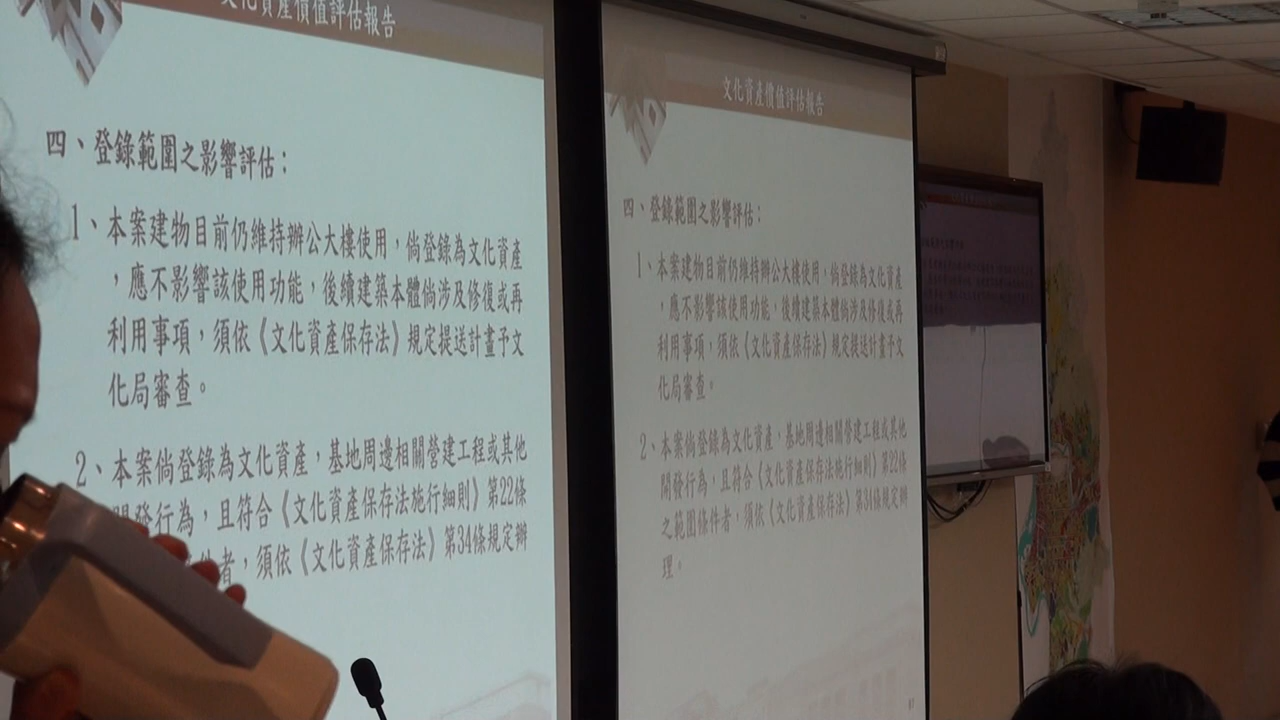 文化資產價值評估報告
四、登錄範圍之影響評估：
1、本案建物目前仍維持辦公大樓使用，倘登錄為文化資產
，應不影響該使用功能，後續建築本體倘涉及修復或再
利用事項，須依《文化資產保存法》規定提送計畫予文
化局審查。
2、本案倘登錄為文化資產，基地周邊相關營建工程或其他
開發行為，且符合《文化資產保存法施行細則》第22條
者，須依《文化資產保存法》第34條規定辦
文化資產價值評估報告
四、登錄範圍之影響評估：
1、本案建物目前仍維持辦公大樓使用，倘登錄為文化資產
，應不影響該使用功能，後續建築本體倘涉及修復或再
利用事項，須依《文化資產保存法》規定提送計畫予文
化局審查。
2、本案倘登錄為文化資產，基地周邊相關營建工程或其他
開發行為，且符合《文化資產保存法施行細則》第22條
之範圍條件者，須依《文化資產保存法》第34條規定辦
理。